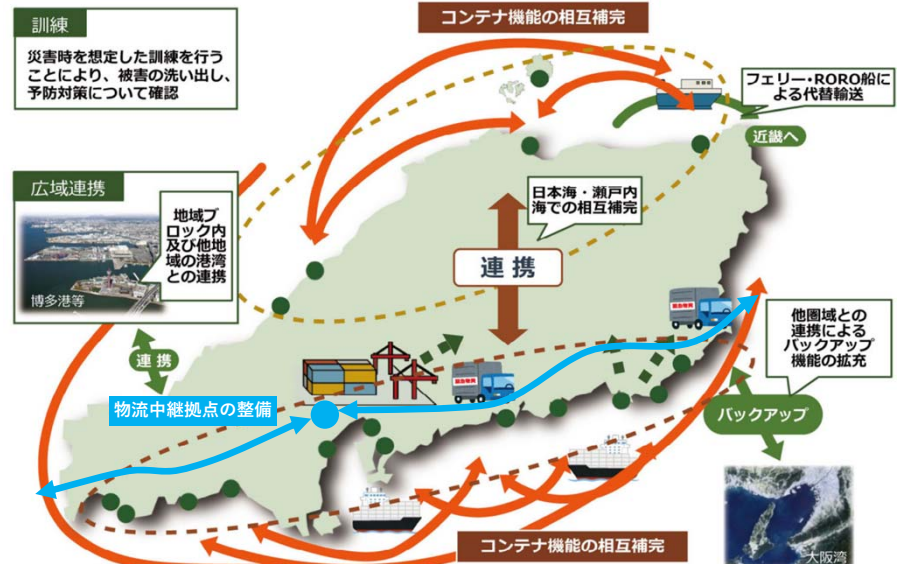 コンテナ機能の相互補完
訓練
災害時を想定した訓練を行う
ことにより、被害の洗い出し、
予防対策について確認
フェリー・RORO船に
よる代替輸送
近畿へ
広域連携
地域ブ
ロック内
及び他地
域の港湾
との連携
博多港等
日本海・瀬戸内
海での相互補完
連携
連携
他圏域との
連携による
バックアップ
機能の拡充
物流中継拠点の整備
バックアップ
コンテナ機能の相互補完
大阪湾